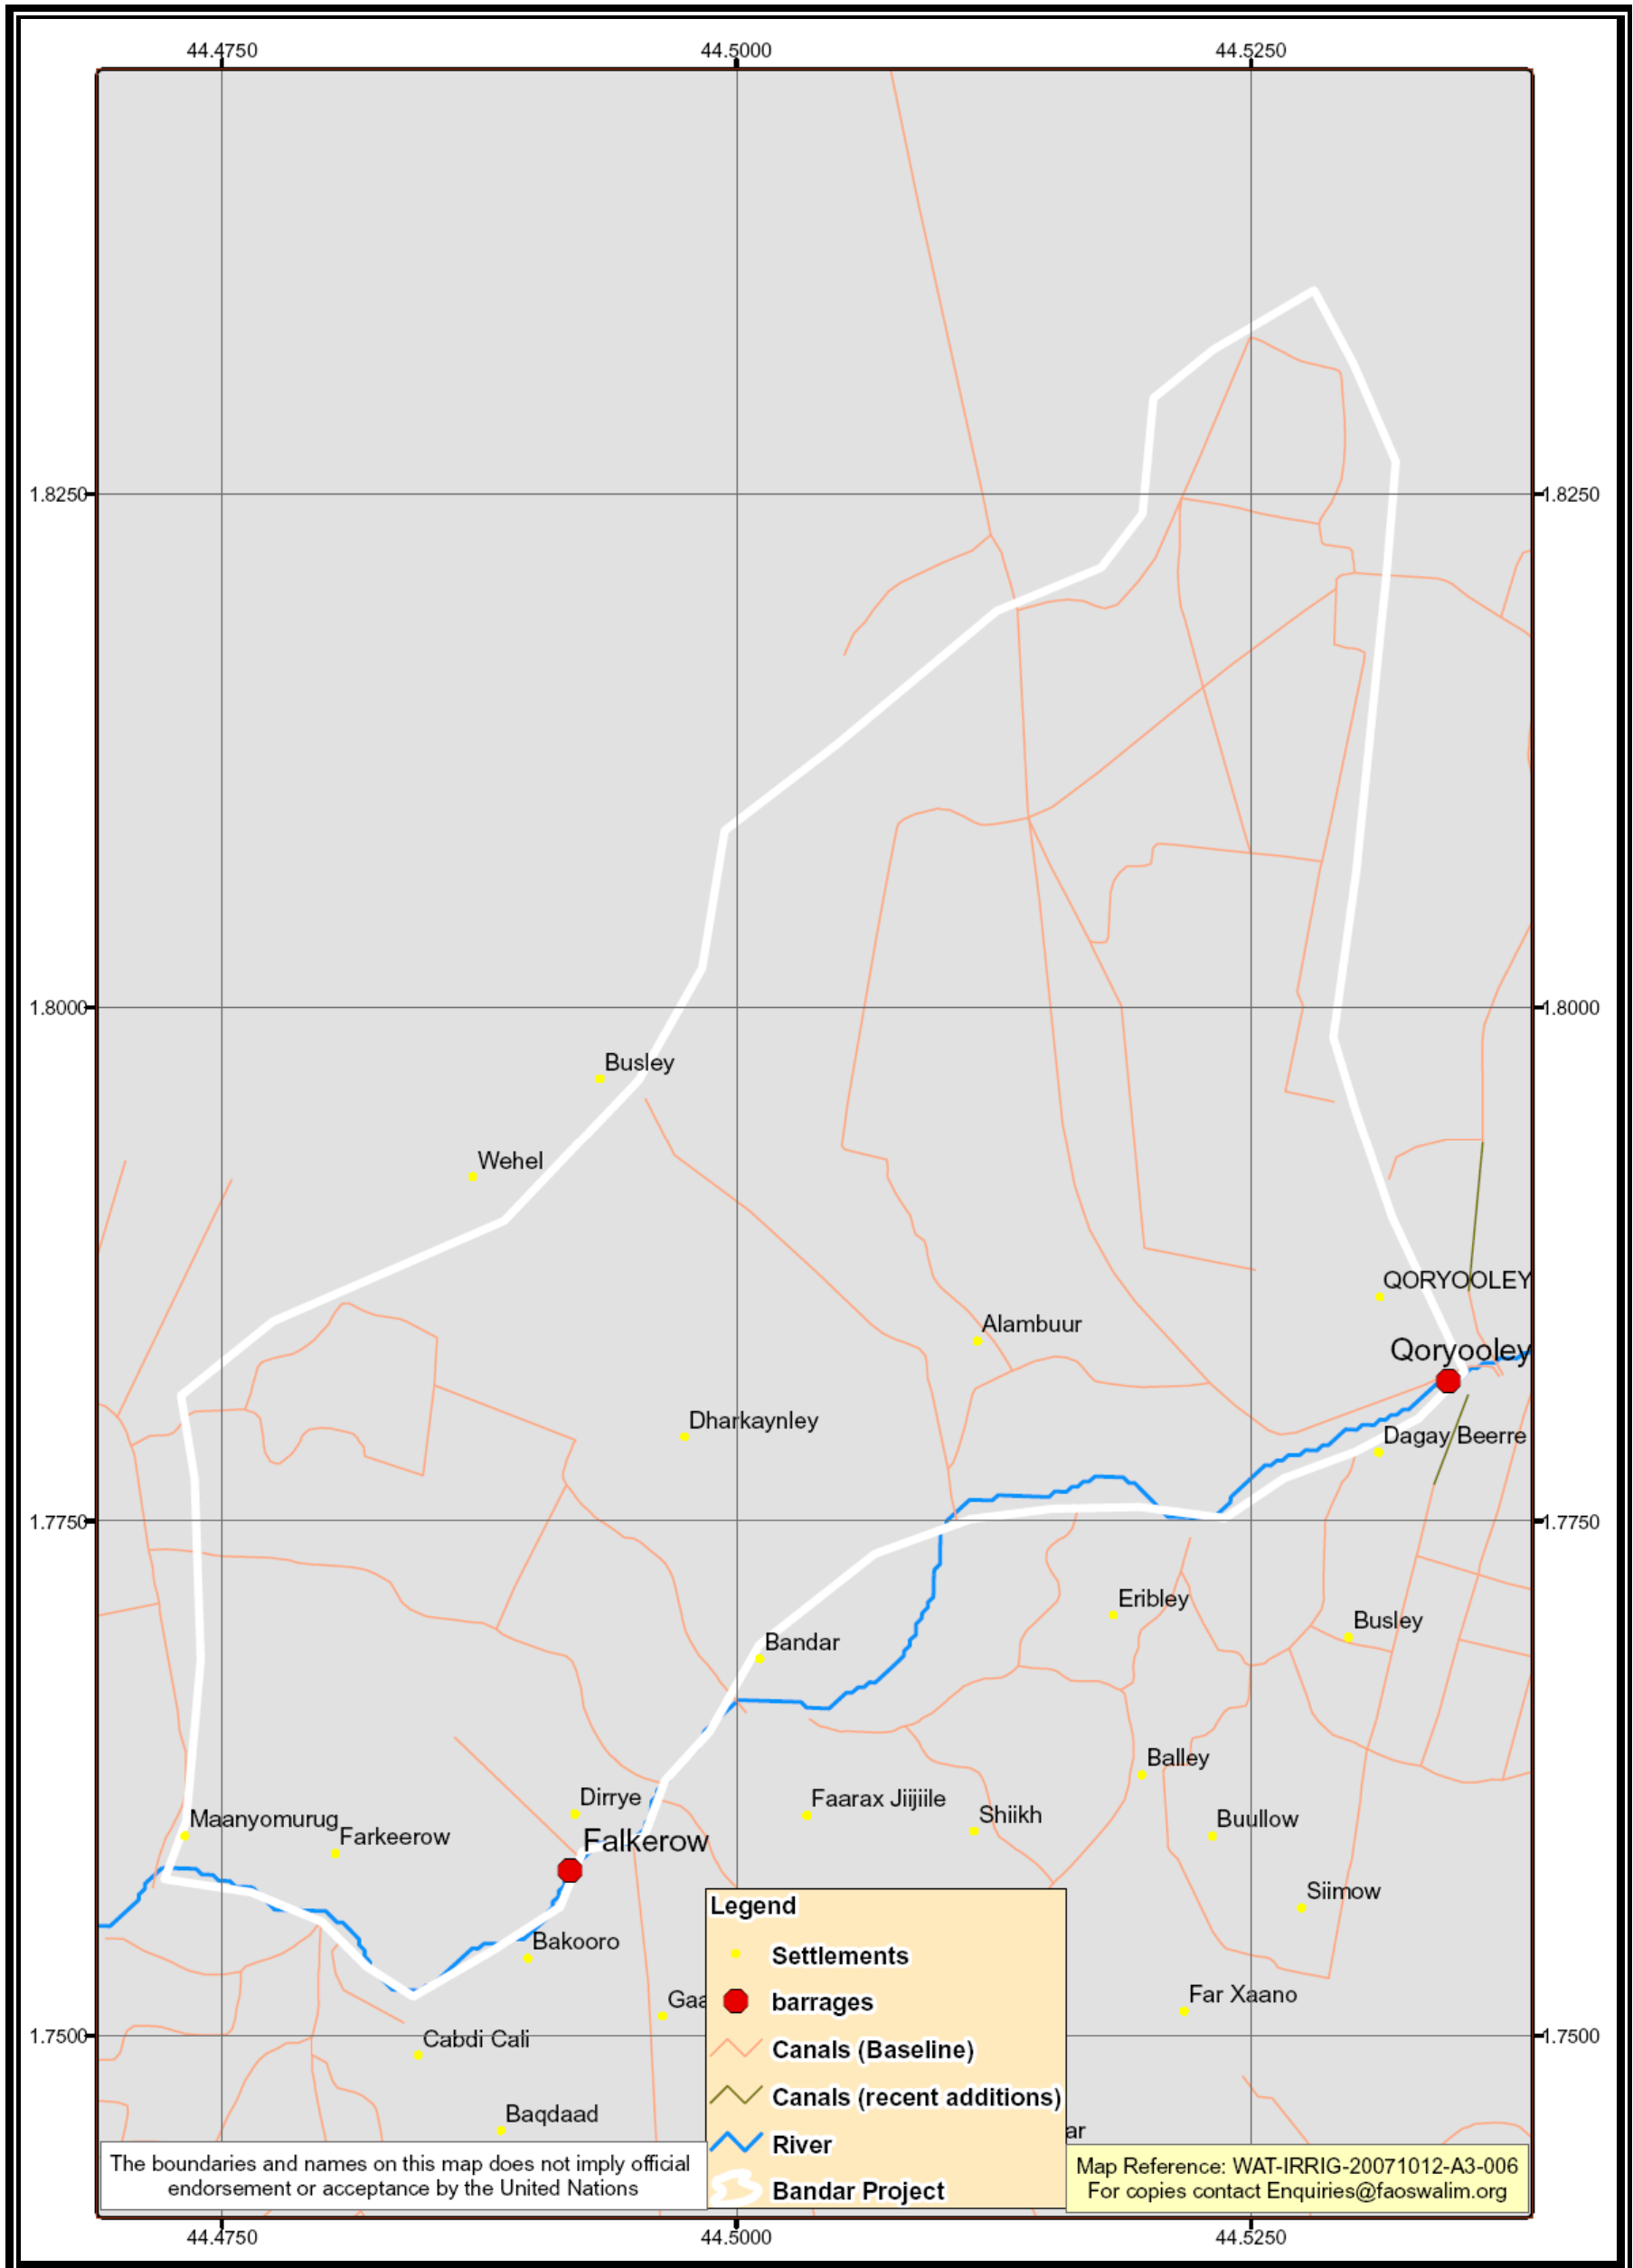 44.4750 44.5000 44.5250
1.8250 1.8250
1.8000 1.8000
Busley
Wehel
QORYOOLEY
Alambuur
Qoryooley
Dharkaynley
Dagay Beerre
1.7750 1.7750
Eribley
Busley
Bandar
Balley
Dirrye
Faarax Jiijiile
Maanyomurug
Shiikh
Buullow
Farkeerow
Falkerow
Siimow
Bakooro
Gaa
Far Xaano
1.7500 1.7500
Cabdi Cali
Baqdaad
ar
Legend
Settlements
barrages
Canals (Baseline)
Canals (recent additions)
River
Bandar Project
The boundaries and names on this map does not imply official
endorsement or acceptance by the United Nations
Map Reference: WAT-IRRIG-20071012-A3-006
For copies contact Enquiries@faoswalim.org
44.4750 44.5000 44.5250